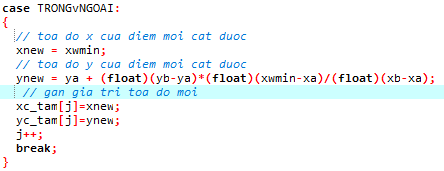 case TRONGvNGOAI:
{
// toa do x cua diem moi cat duoc
xnew = xwmin;
// toa do y cua diem moi cat duoc
ynew = ya + (float)(yb-ya)*(float)(xwmin-xa)/(float)(xb-xa);
// gan gia tri toa do moi
xc_tam[j]=xnew;
yc_tam[j]=ynew;
j++;
break;
}